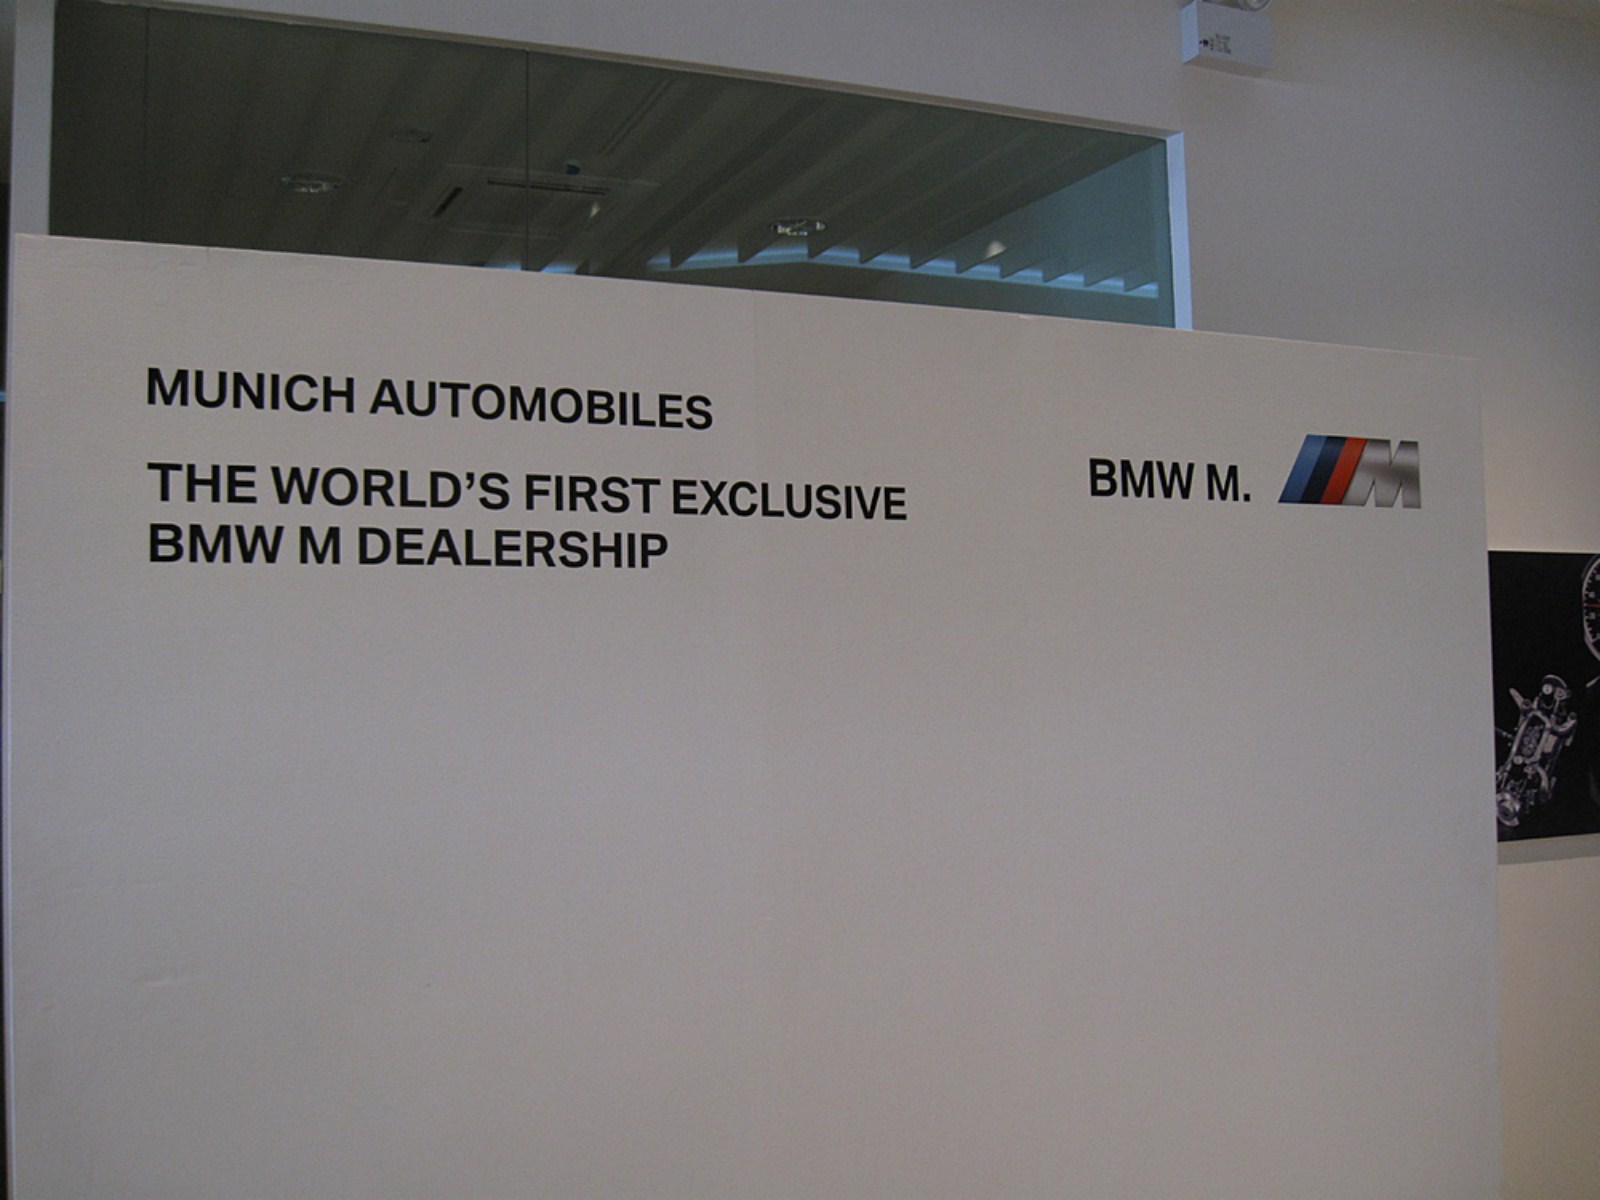 MUNICH AUTOMOBILES
THE WORLD'S FIRST EXCLUSIVE
BMW M DEALERSHIP
BMW M.
M